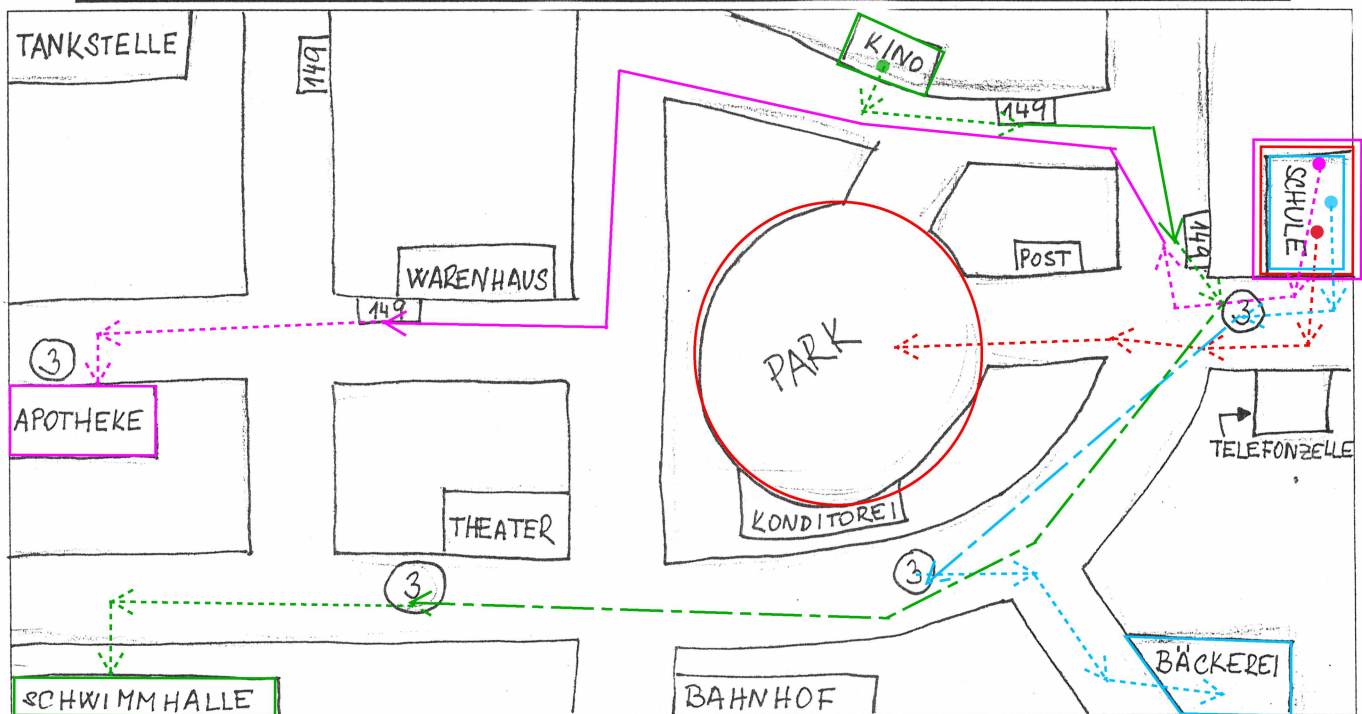 TANKSTELLE
149
KINO
149
SCHULE
149
WARENHAUS
POST
149
3
3
PARK
APOTHEKE
TELEFONZELLE
THEATER
KONDITOREI
3
3
BÄCKEREI
SCHWIMMHALLE
BAHNHOF